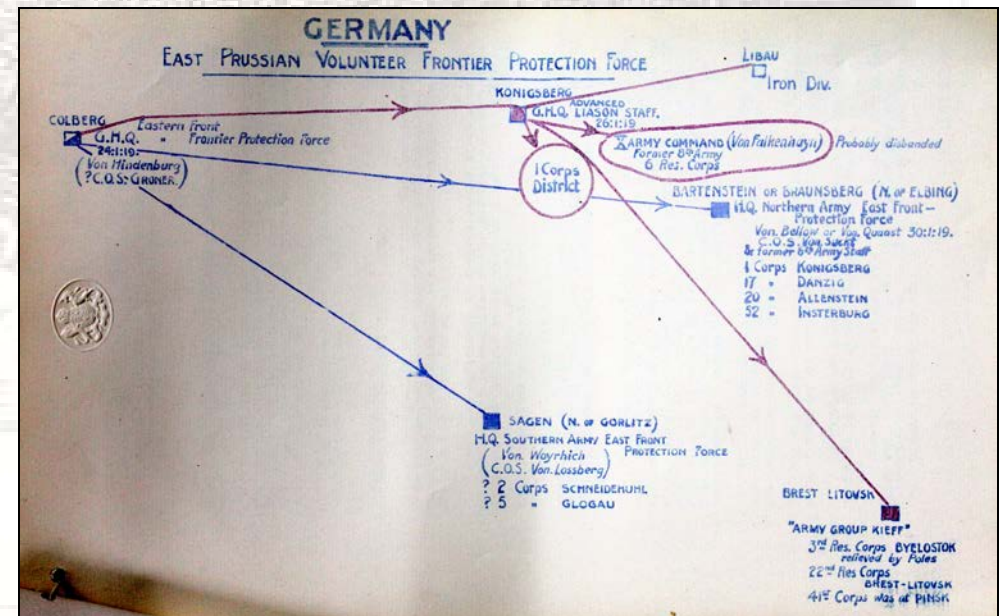 GERMANY
EAST PRUSSIAN VOLUNTEER FRONTIER PROTECTION FORCE
LIBAU
Iron Div.
KONIGSBERG
ADVANCED
G.H.Q. LIASON STAFF.
26:1:19
COLBERG
Eastern Front
G.H.Q. " Frontier Protection Force
24:1:19.
(Von Hindenburg)
(?C.O.S. GRONER.)
X ARMY COMMAND (Von Falkenhayn) Probably disbanded
Former 8th Army
6 Res. Corps
1 Corps
District
BARTENSTEIN OR BRAUNSBERG (N. OF ELBING)
H.Q. Northern Army East Front -
Protection Force
Von. Bellow or Von. Quaast 30:1:19.
C.O.S. Von.
& former 8th Army Staff
1 Corps KONIGSBERG
17 " DANZIG
20 " ALLENSTEIN
52 " INSTERBURG
SAGEN (N. OF GORLITZ)
H.Q. SOUTHERN ARMY EAST FRONT
PROTECTION FORCE
(Von. Woyrhich)
(C.O.S. Von. Lossberg)
? 2 Corps SCHNEIDEHUHL
? 5 " GLOGAU
BREST LITOVSK
"ARMY GROUP KIEFF"
3rd Res. Corps BYELOSTOK
relieved by Poles
22nd Res Corps
BREST-LITOVSK
41st Corps was at PINSK